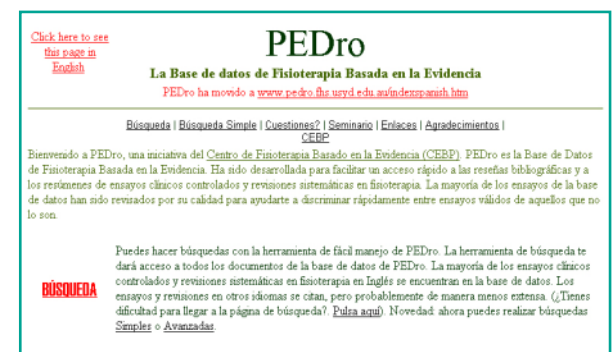 Click here to see
this page in
English
PEDro
La Base de datos de Fisioterapia Basada en la Evidencia
PEDro ha movido a www.pedro.fhs.usyd.edu.au/indexspanish.htm
Búsqueda | Búsqueda Simple | Cuestiones? | Seminario | Enlaces | Agradecimientos |
CEBP
Bienvenido a PEDro, una iniciativa del Centro de Fisioterapia Basado en la Evidencia (CEBP). PEDro es la Base de Datos
de Fisioterapia Basada en la Evidencia. Ha sido desarrollada para facilitar un acceso rápido a las reseñas bibliográficas y a
los resúmenes de ensayos clínicos controlados y revisiones sistemáticas en fisioterapia. La mayoría de los ensayos de la base
de datos han sido revisados por su calidad para ayudarte a discriminar rápidamente entre ensayos válidos de aquellos que no
lo son.
Puedes hacer búsquedas con la herramienta de fácil manejo de PEDro. La herramienta de búsqueda te
dará acceso a todos los documentos de la base de datos de PEDro. La mayoría de los ensayos clínicos
BÚSQUEDA
controlados y revisiones sistemáticas en fisioterapia en Inglés se encuentran en la base de datos. Los
ensayos y revisiones en otros idiomas se citan, pero probablemente de manera menos extensa. (¿Tienes
dificultad para llegar a la página de búsqueda?. Pulsa aquí). Novedad: ahora puedes realizar búsquedas
Simples o Avanzadas.